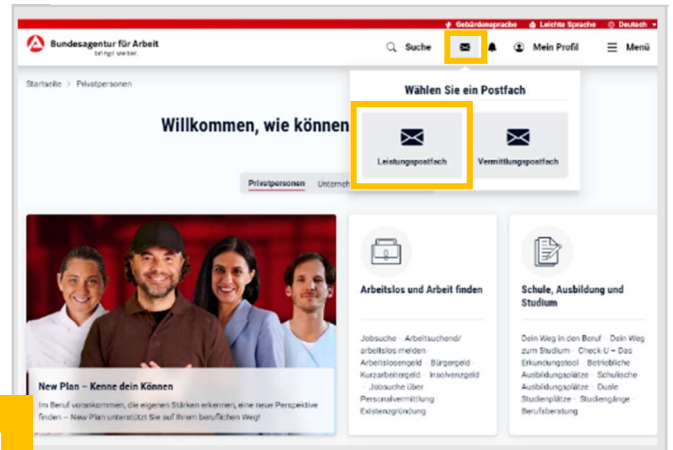 Gebärdensprache Leichte Sprache Deutsch
Bundesagentur für Arbeit
bringt weiter.
Suche Mein Profil Menü
Startseite > Privatpersonen
Wählen Sie ein Postfach
Willkommen, wie können
Leistungspostfach Vermittlungspostfach
Privatpersonen Unterneh
Arbeitslos und Arbeit finden
Jobsuche · Arbeitsuchend/
arbeitslos melden ·
Arbeitslosengeld · Bürgergeld ·
Kurzarbeitergeld · Insolvenzgeld
· Jobsuche über
Personalvermittlung ·
Existenzgründung
Schule, Ausbildung und
Studium
Dein Weg in den Beruf · Dein Weg
zum Studium · Check-U – Das
Erkundungstool · Betriebliche
Ausbildungsplätze · Schulische
Ausbildungsplätze · Duale
Studienplätze · Studiengänge ·
Berufsberatung
New Plan – Kenne dein Können
Im Beruf vorankommen, die eigenen Stärken erkennen, eine neue Perspektive
finden – New Plan unterstützt Sie auf Ihrem beruflichen Weg!